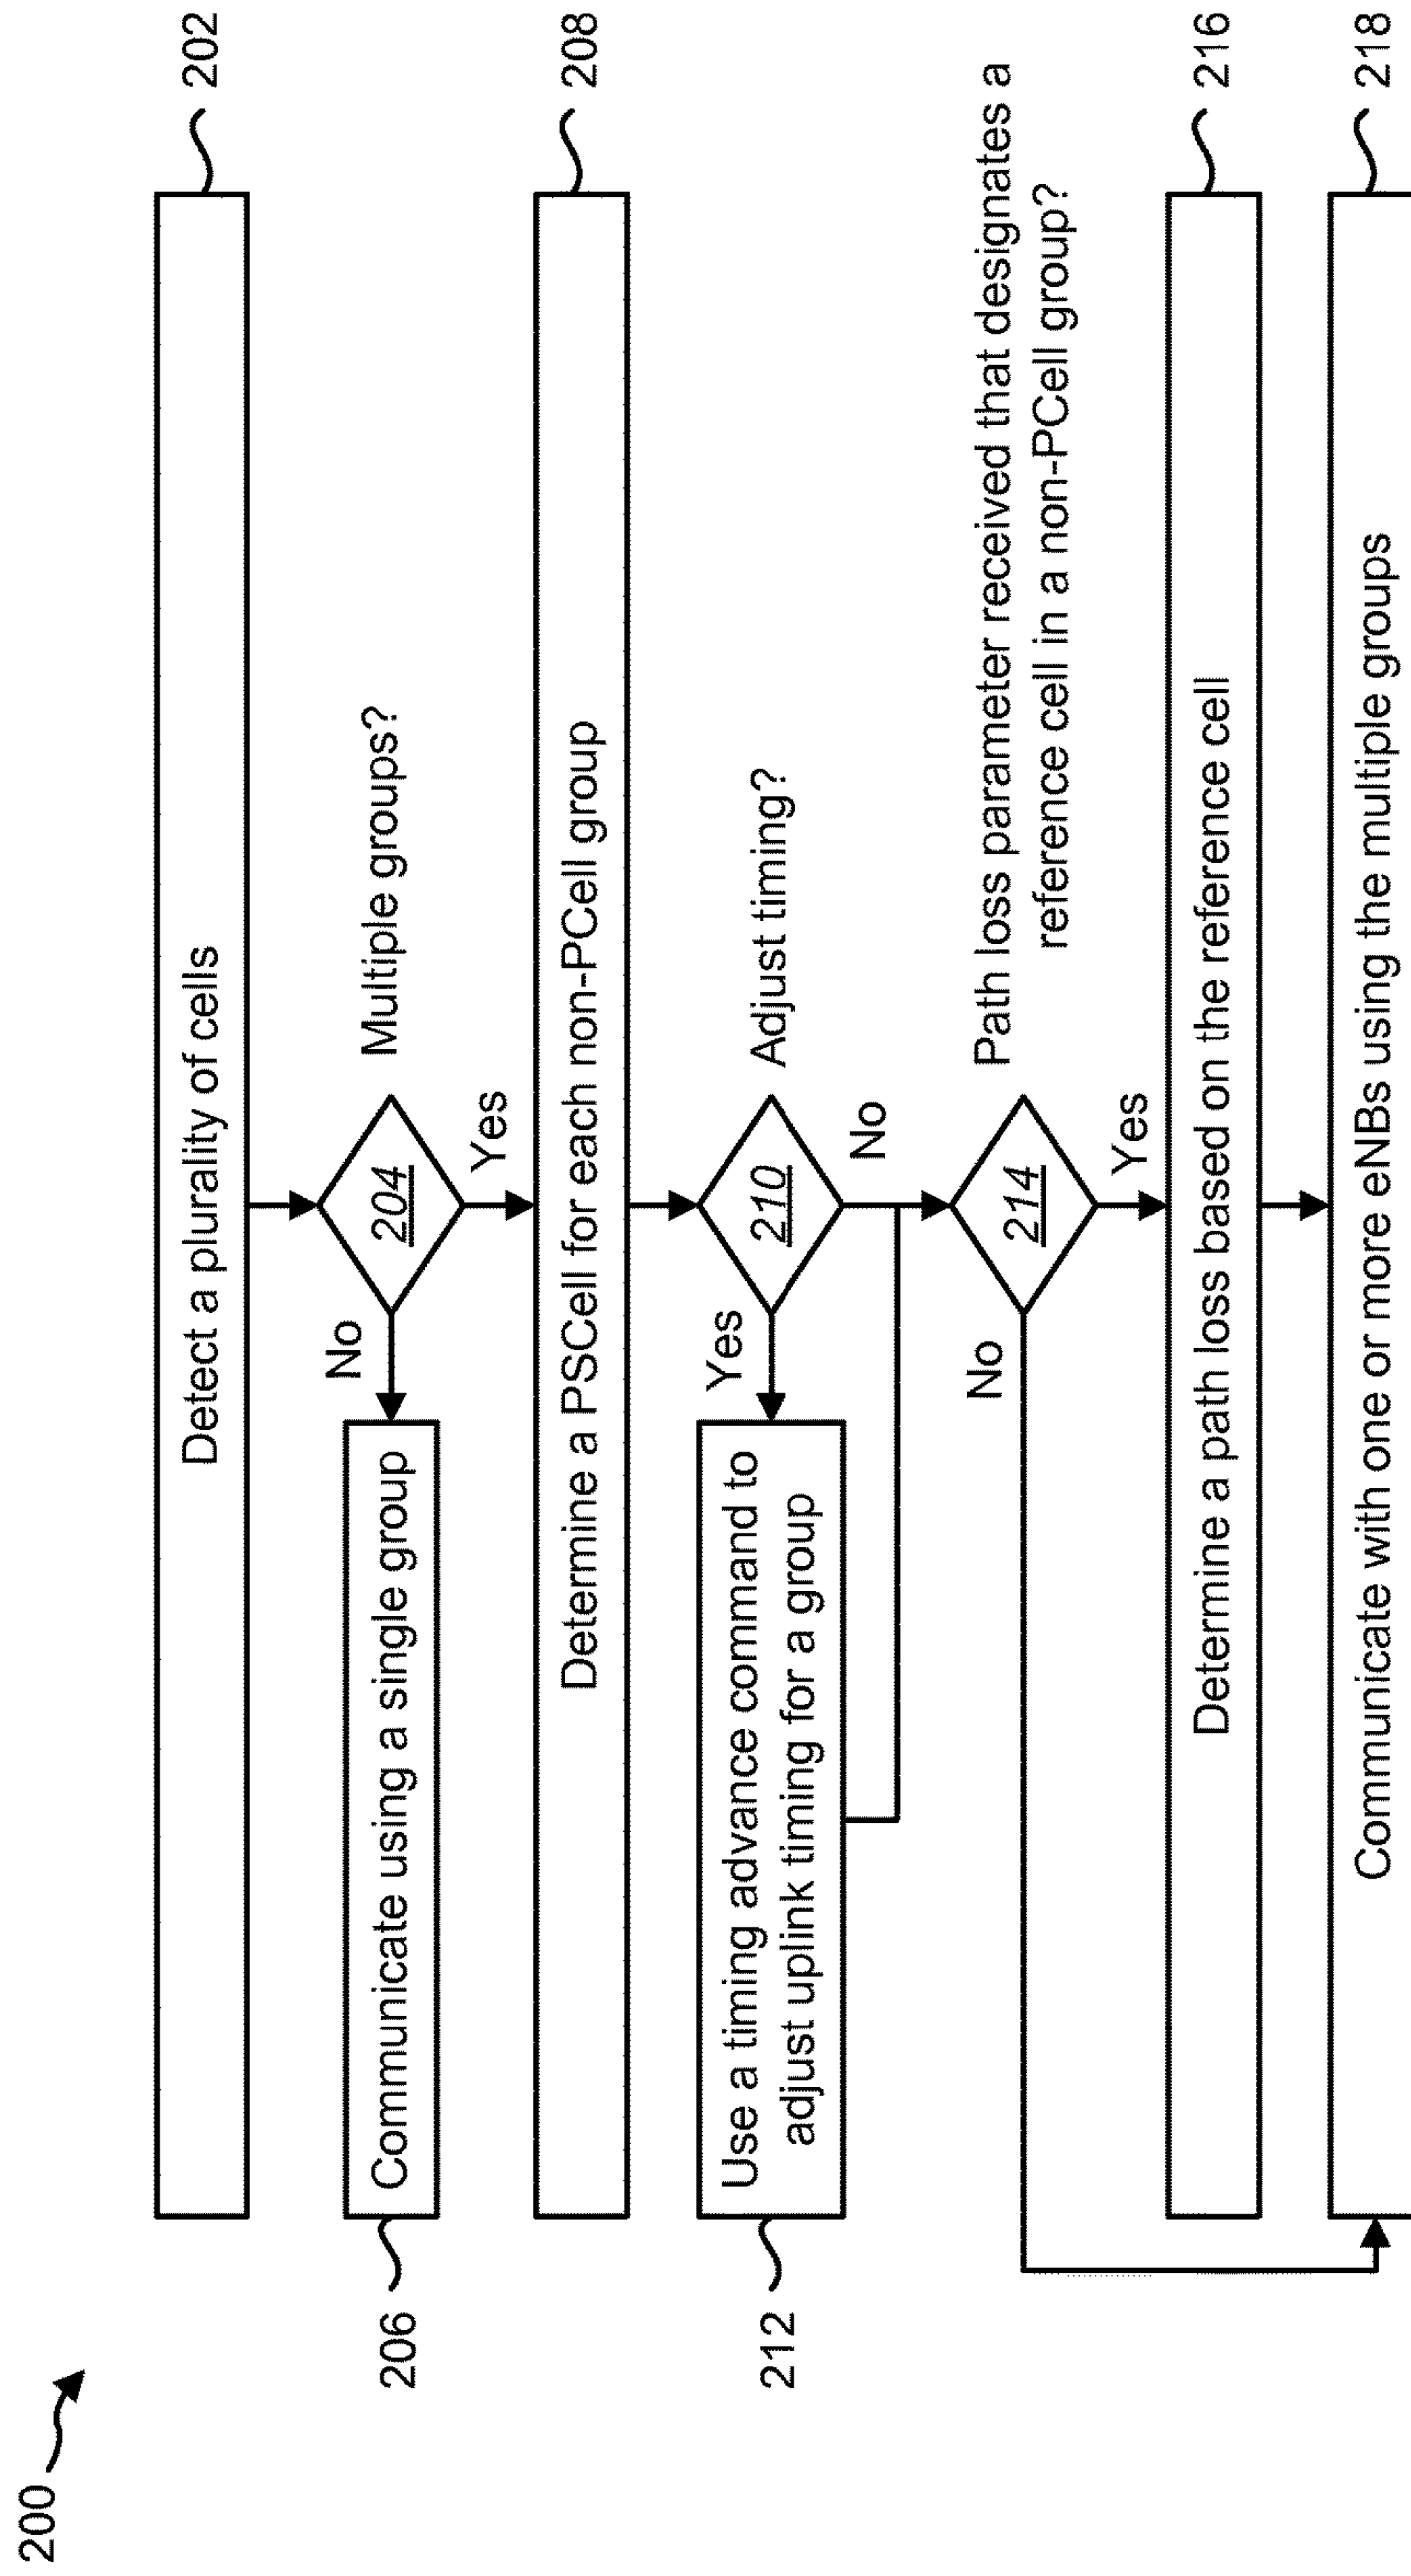 200
Detect a plurality of cells
202
204
Multiple groups?
No
Yes
Communicate using a single group
206
Determine a PSCell for each non-PCell group
208
210
Adjust timing?
Yes
No
Use a timing advance command to
adjust uplink timing for a group
212
214
Path loss parameter received that designates a
reference cell in a non-PCell group?
No
Yes
Determine a path loss based on the reference cell
216
Communicate with one or more eNBs using the multiple groups
218